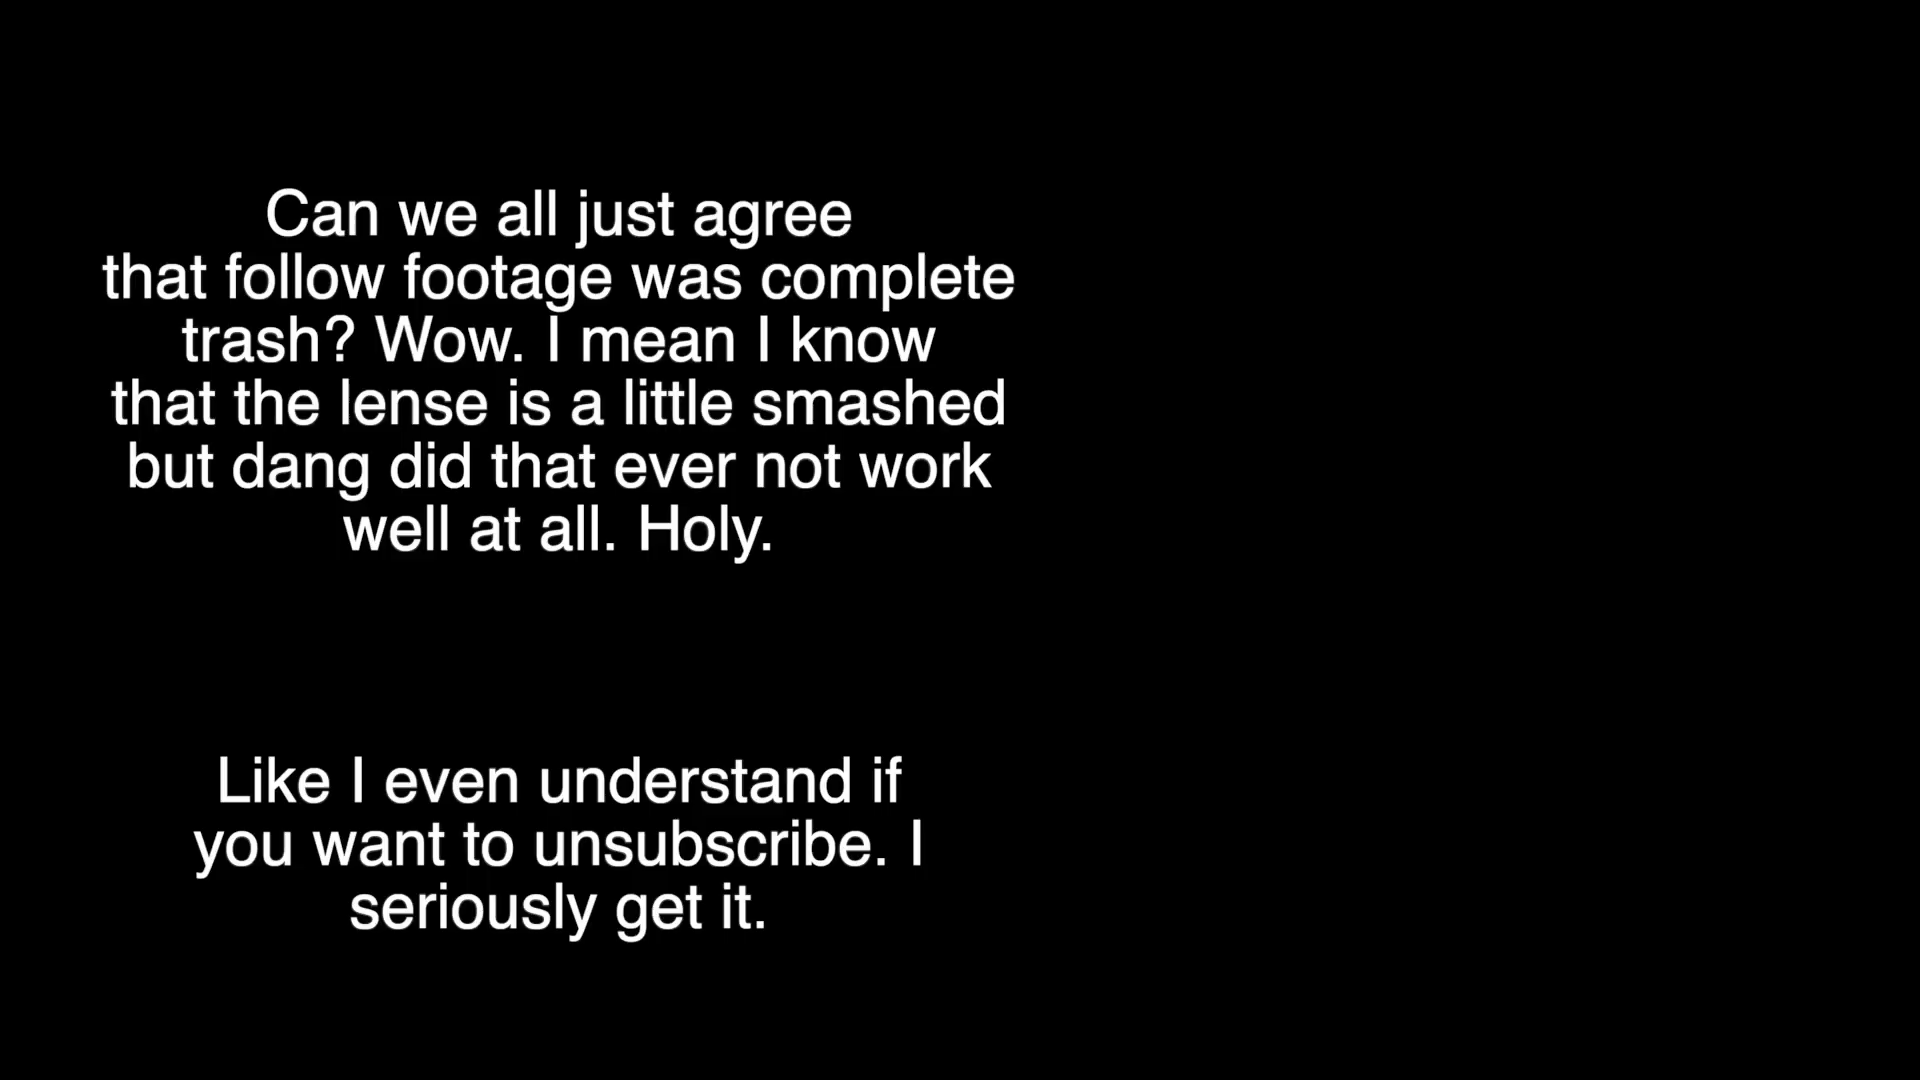 Can we all just agree
that follow footage was complete
trash? Wow. I mean I know
that the lense is a little smashed
but dang did that ever not work
well at all. Holy.
Like I even understand if
you want to unsubscribe. I
seriously get it.